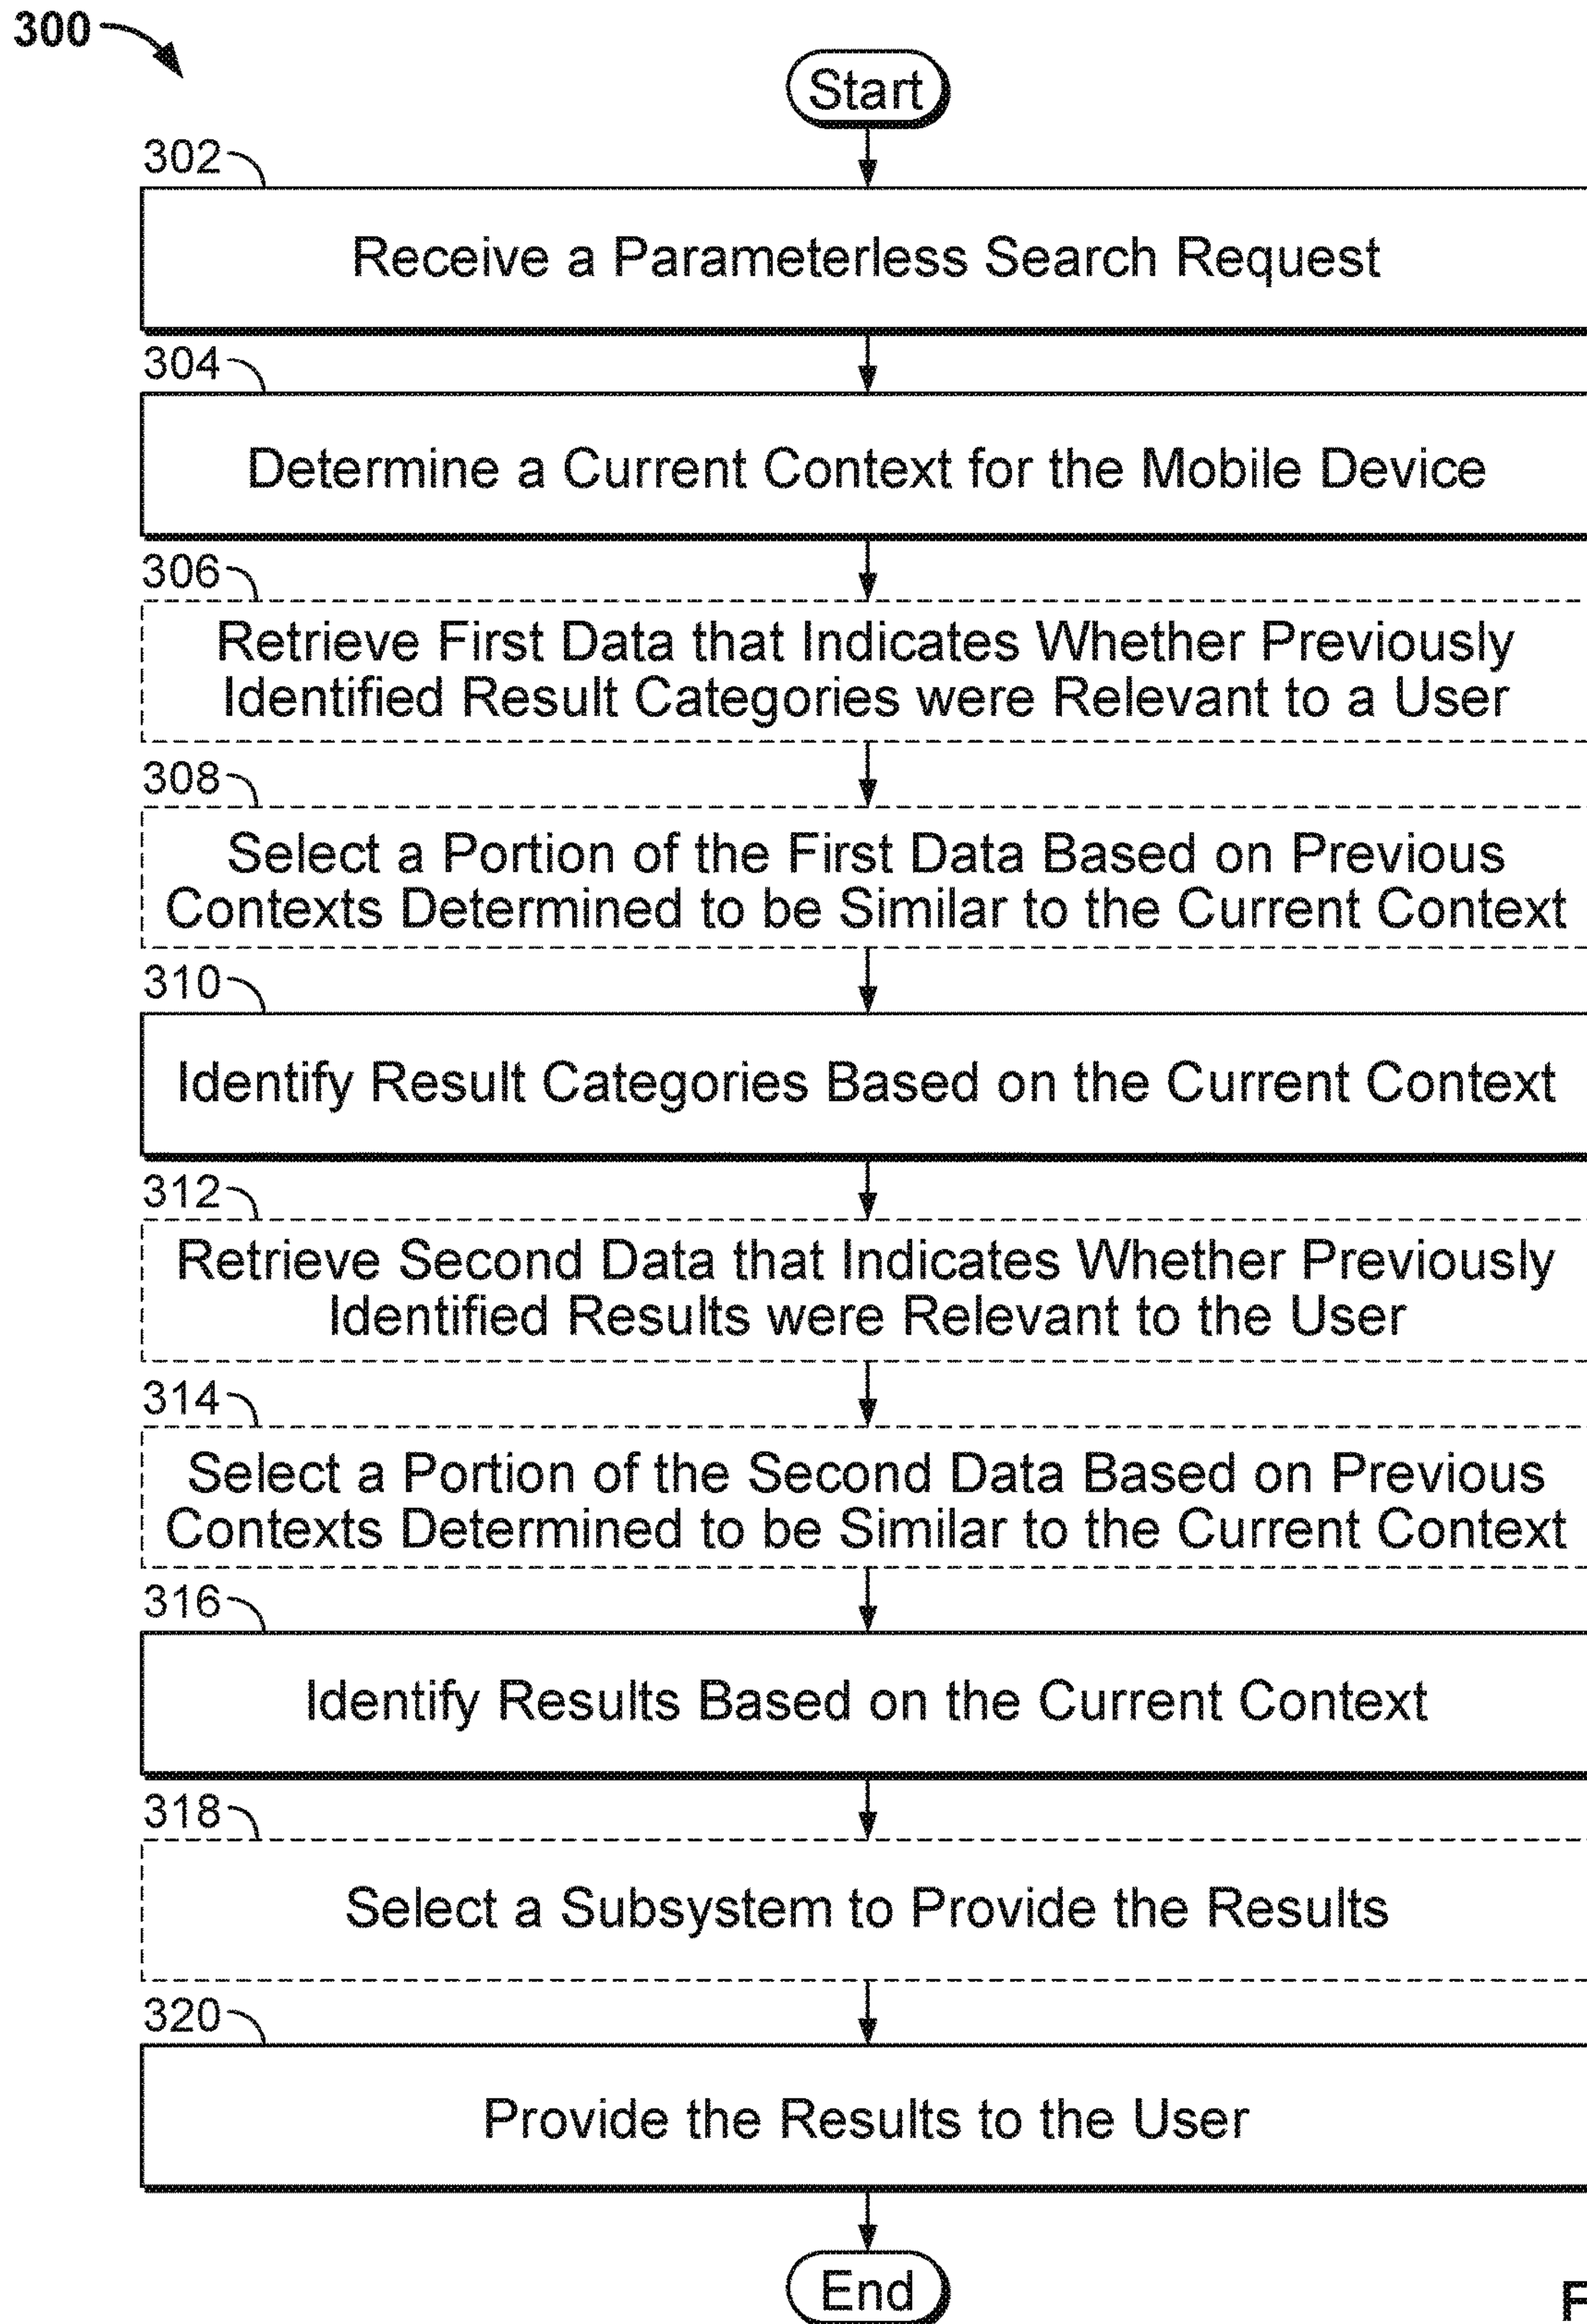 300
Start
302
Receive a Parameterless Search Request
304
Determine a Current Context for the Mobile Device
306
Retrieve First Data that Indicates Whether Previously
Identified Result Categories were Relevant to a User
308
Select a Portion of the First Data Based on Previous
Contexts Determined to be Similar to the Current Context
310
Identify Result Categories Based on the Current Context
312
Retrieve Second Data that Indicates Whether Previously
Identified Results were Relevant to the User
314
Select a Portion of the Second Data Based on Previous
Contexts Determined to be Similar to the Current Context
316
Identify Results Based on the Current Context
318
Select a Subsystem to Provide the Results
320
Provide the Results to the User
End